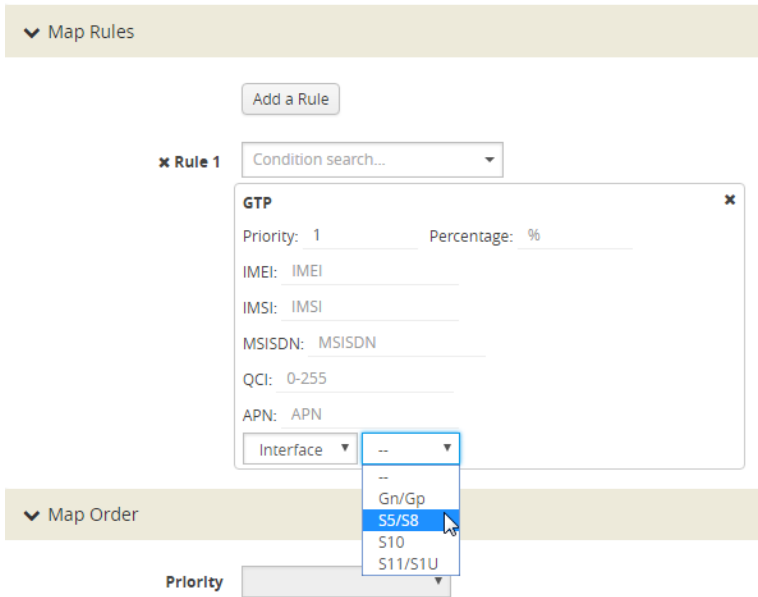 Map Rules
Add a Rule
× Rule 1 Condition search...
GTP ×
Priority: 1 Percentage: %
IMEI: IMEI
IMSI: IMSI
MSISDN: MSISDN
QCI: 0-255
APN: APN
Interface --
--
Gn/Gp
S5/S8
S10
S11/S1U
Map Order
Priority